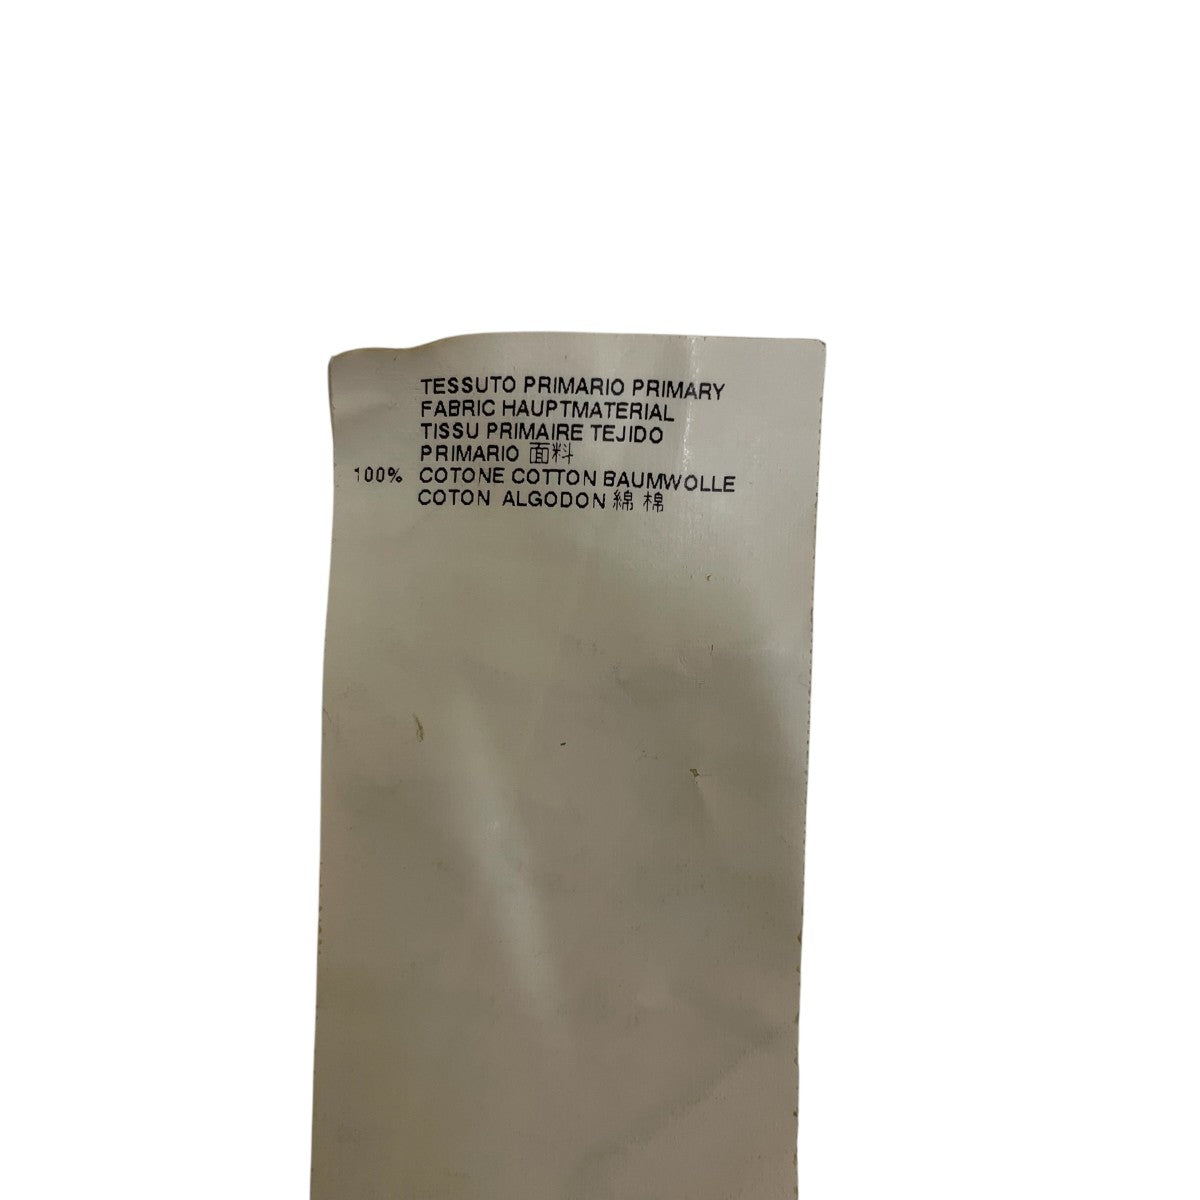 TESSUTO PRIMARIO PRIMARY
FABRIC HAUPTMATERIAL
TISSU PRIMAIRE TEJIDO
PRIMARIO 面料
100% COTONE COTTON BAUMWOLLE
COTON ALGODON 綿 棉